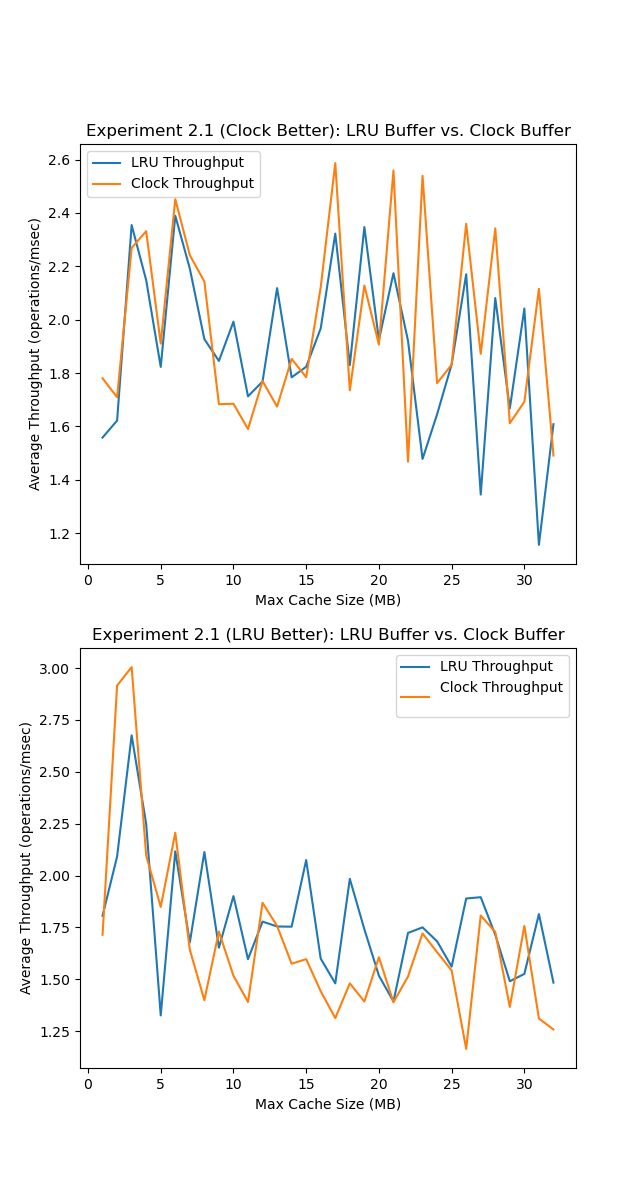 Experiment 2.1 (Clock Better): LRU Buffer vs. Clock Buffer
LRU Throughput
Clock Throughput
Average Throughput (operations/msec)
2.6
2.4
2.2
2.0
1.8
1.6
1.4
1.2
0 5 10 15 20 25 30
Max Cache Size (MB)
Experiment 2.1 (LRU Better): LRU Buffer vs. Clock Buffer
LRU Throughput
Clock Throughput
Average Throughput (operations/msec)
3.00
2.75
2.50
2.25
2.00
1.75
1.50
1.25
0 5 10 15 20 25 30
Max Cache Size (MB)